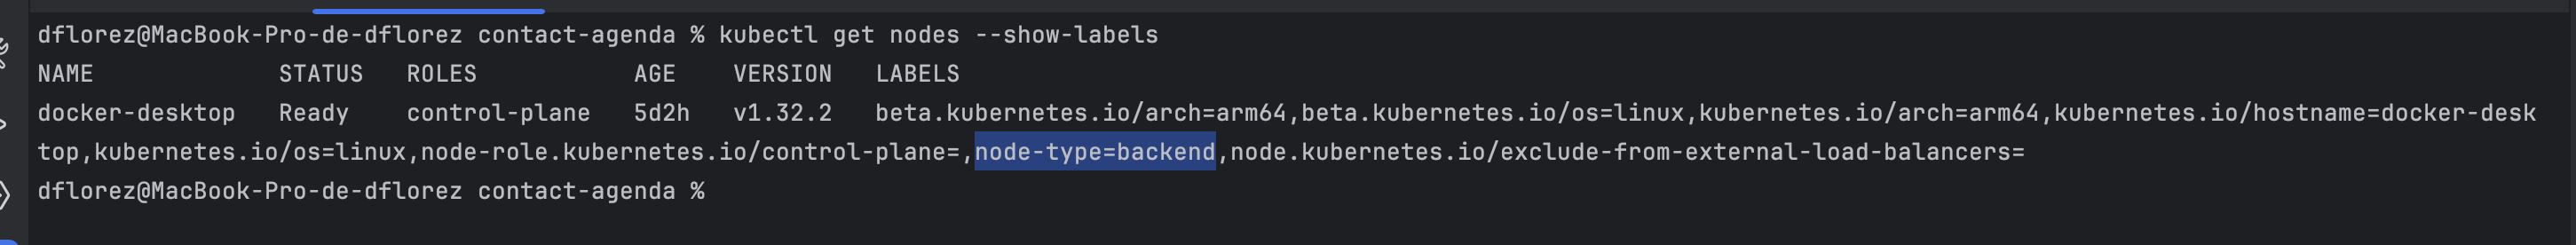 dflorez@MacBook-Pro-de-dflorez contact-agenda % kubectl get nodes --show-labels
NAME             STATUS   ROLES           AGE    VERSION   LABELS
docker-desktop   Ready    control-plane   5d2h   v1.32.2   beta.kubernetes.io/arch=arm64,beta.kubernetes.io/os=linux,kubernetes.io/arch=arm64,kubernetes.io/hostname=docker-desk
top,kubernetes.io/os=linux,node-role.kubernetes.io/control-plane=,node-type=backend,node.kubernetes.io/exclude-from-external-load-balancers=
dflorez@MacBook-Pro-de-dflorez contact-agenda %